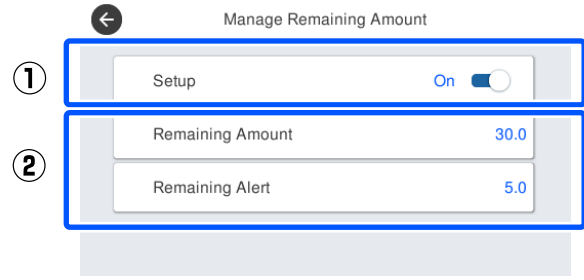 Manage Remaining Amount
①
Setup On
②
Remaining Amount 30.0
Remaining Alert 5.0